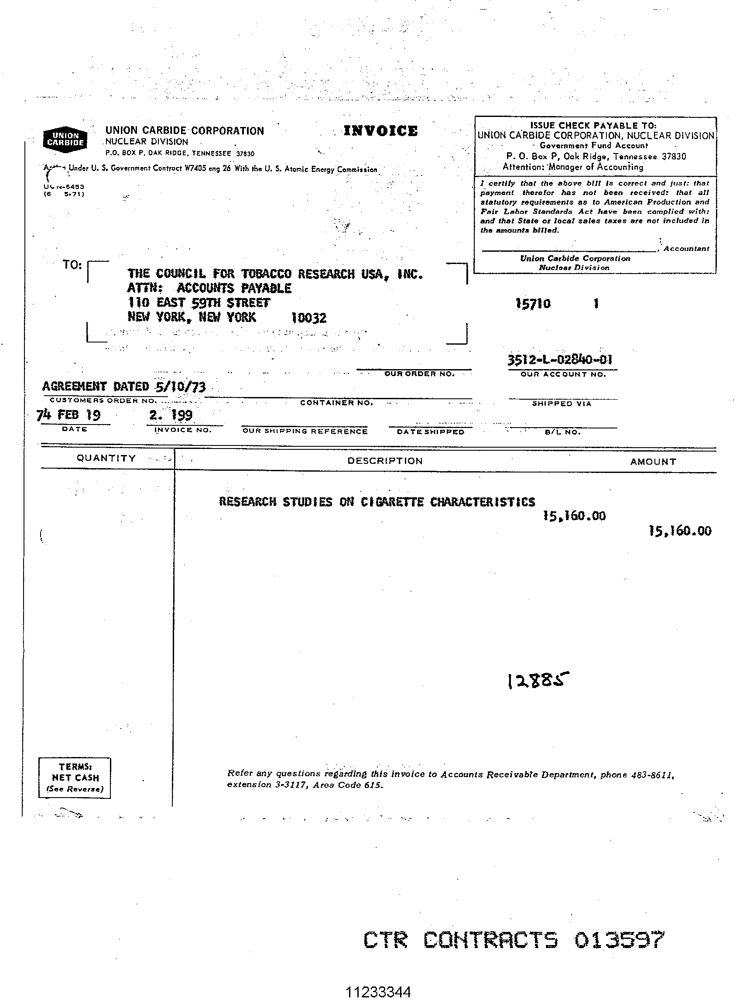 UNION CARBIDE
UNION CARBIDE CORPORATION
NUCLEAR DIVISION
P.O. BOX P, OAK RIDGE, TENNESSEE 37830
INVOICE
Under U. S. Government Contract W7405 eng 26 With the U. S. Atomic Energy Commission
(6 5-71)
ISSUE CHECK PAYABLE TO:
UNION CARBIDE CORPORATION, NUCLEAR DIVISION
Government Fund Account
P. O. Box P, Oak Ridge, Tennessee 37830
Attention: Manager of Accounting
I certify that the above bill is correct and just; that
payment therefor has not been received; that all
statutory requirements as to American Production and
Fair Labor Standards Act have been complied with;
and that State or local sales taxes are not included in
the amounts billed.
, Accountant
Union Carbide Corporation
Nuclear Division
TO:
THE COUNCIL FOR TOBACCO RESEARCH USA, INC.
ATTN: ACCOUNTS PAYABLE
110 EAST 59TH STREET
NEW YORK, NEW YORK 10032
15710 1
3512-L-02840-01
OUR ORDER NO. OUR ACCOUNT NO.
AGREEMENT DATED 5/10/73
CUSTOMERS ORDER NO. CONTAINER NO. SHIPPED VIA
74 FEB 19 2. 199
DATE INVOICE NO. OUR SHIPPING REFERENCE DATE SHIPPED B/L NO.
QUANTITY DESCRIPTION AMOUNT
RESEARCH STUDIES ON CIGARETTE CHARACTERISTICS
15,160.00
15,160.00
12885
TERMS:
NET CASH
(See Reverse)
Refer any questions regarding this invoice to Accounts Receivable Department, phone 483-8611,
extension 3-3117, Area Code 615.
CTR CONTRACTS 013597
11233344